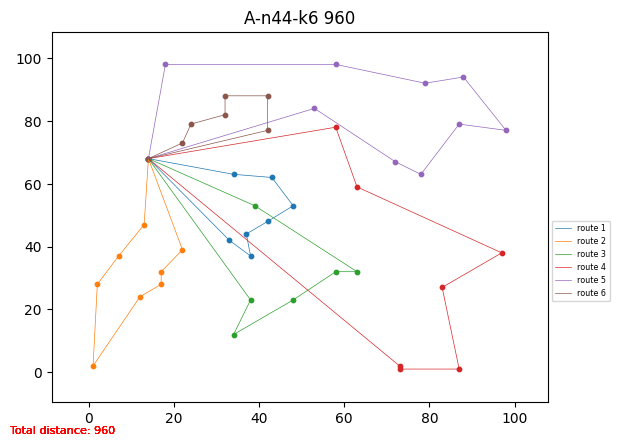 A-n44-k6 960
100
80
60
40
20
0
0 20 40 60 80 100
route 1
route 2
route 3
route 4
route 5
route 6
Total distance: 960